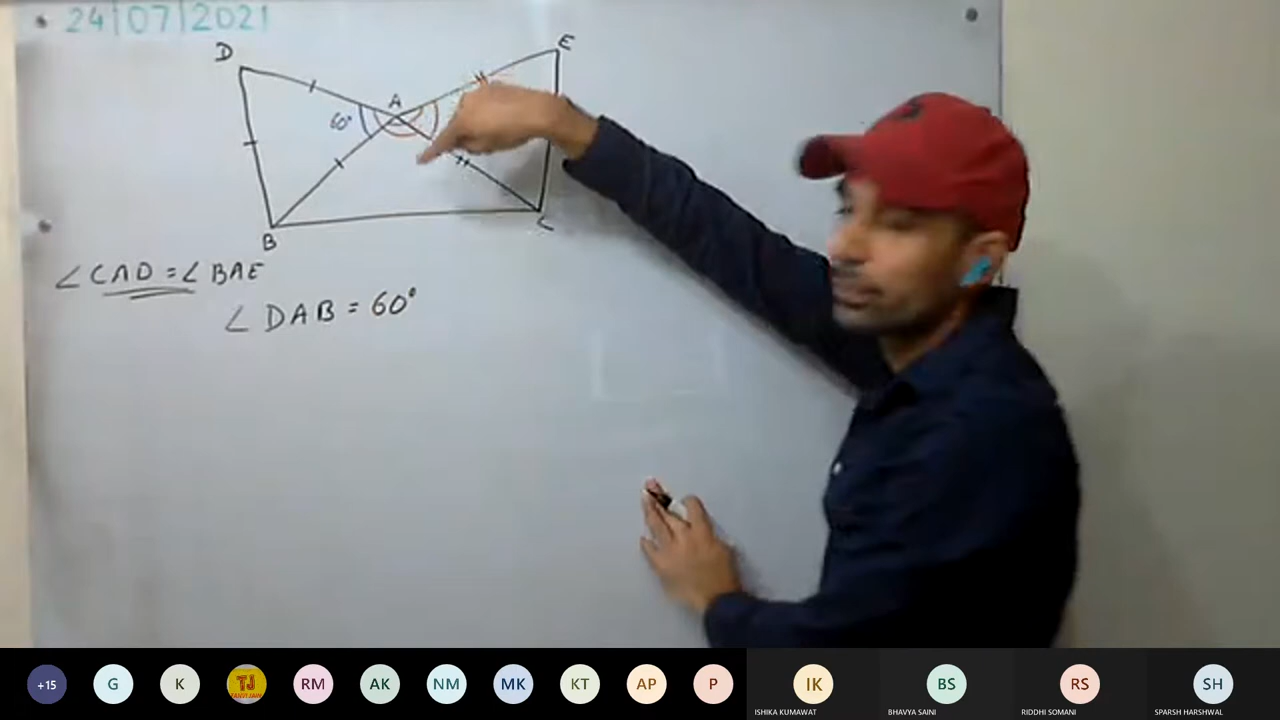 24|07|2021
D
E
A
60°
B
C
∠CAD = ∠BAE
∠DAB = 60°
+15
G
K
TJ
RM
AK
NM
MK
KT
AP
P
IK
BS
RS
SH
ISHIKA KUMAWAT
BHAVYA SAINI
RIDDHI SOMANI
SPARSH HARSHWAL